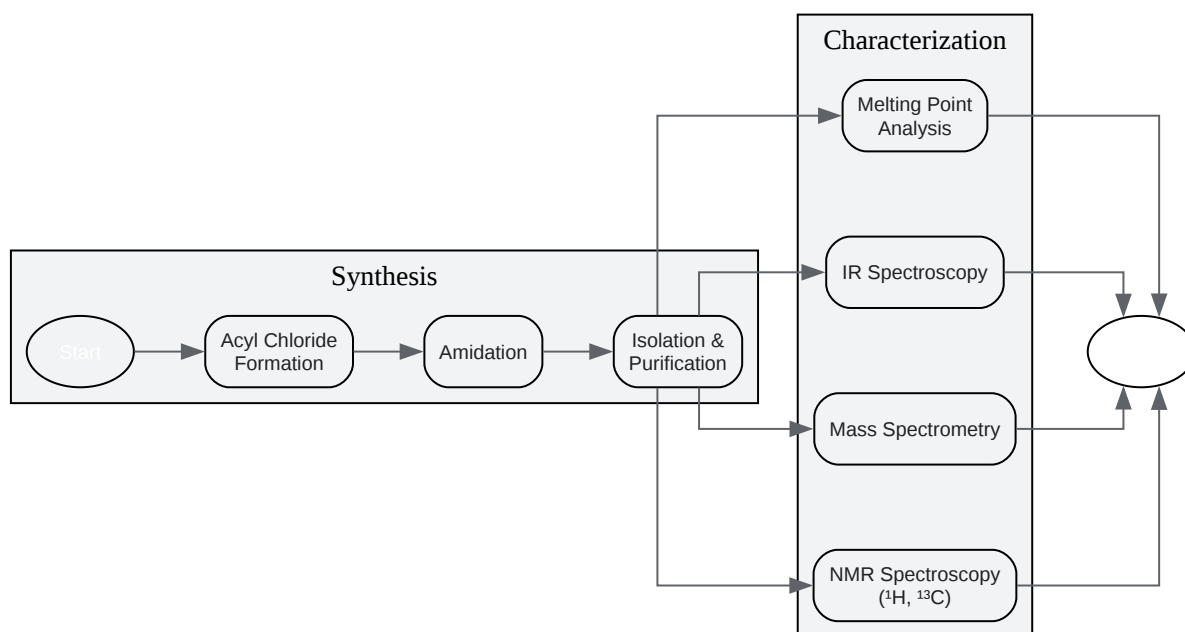 Characterization
Melting Point
Analysis
Synthesis
Start
Acyl Chloride
Formation
Amidation
Isolation &
Purification
IR Spectroscopy
Mass Spectrometry
NMR Spectroscopy
(¹H, ¹³C)